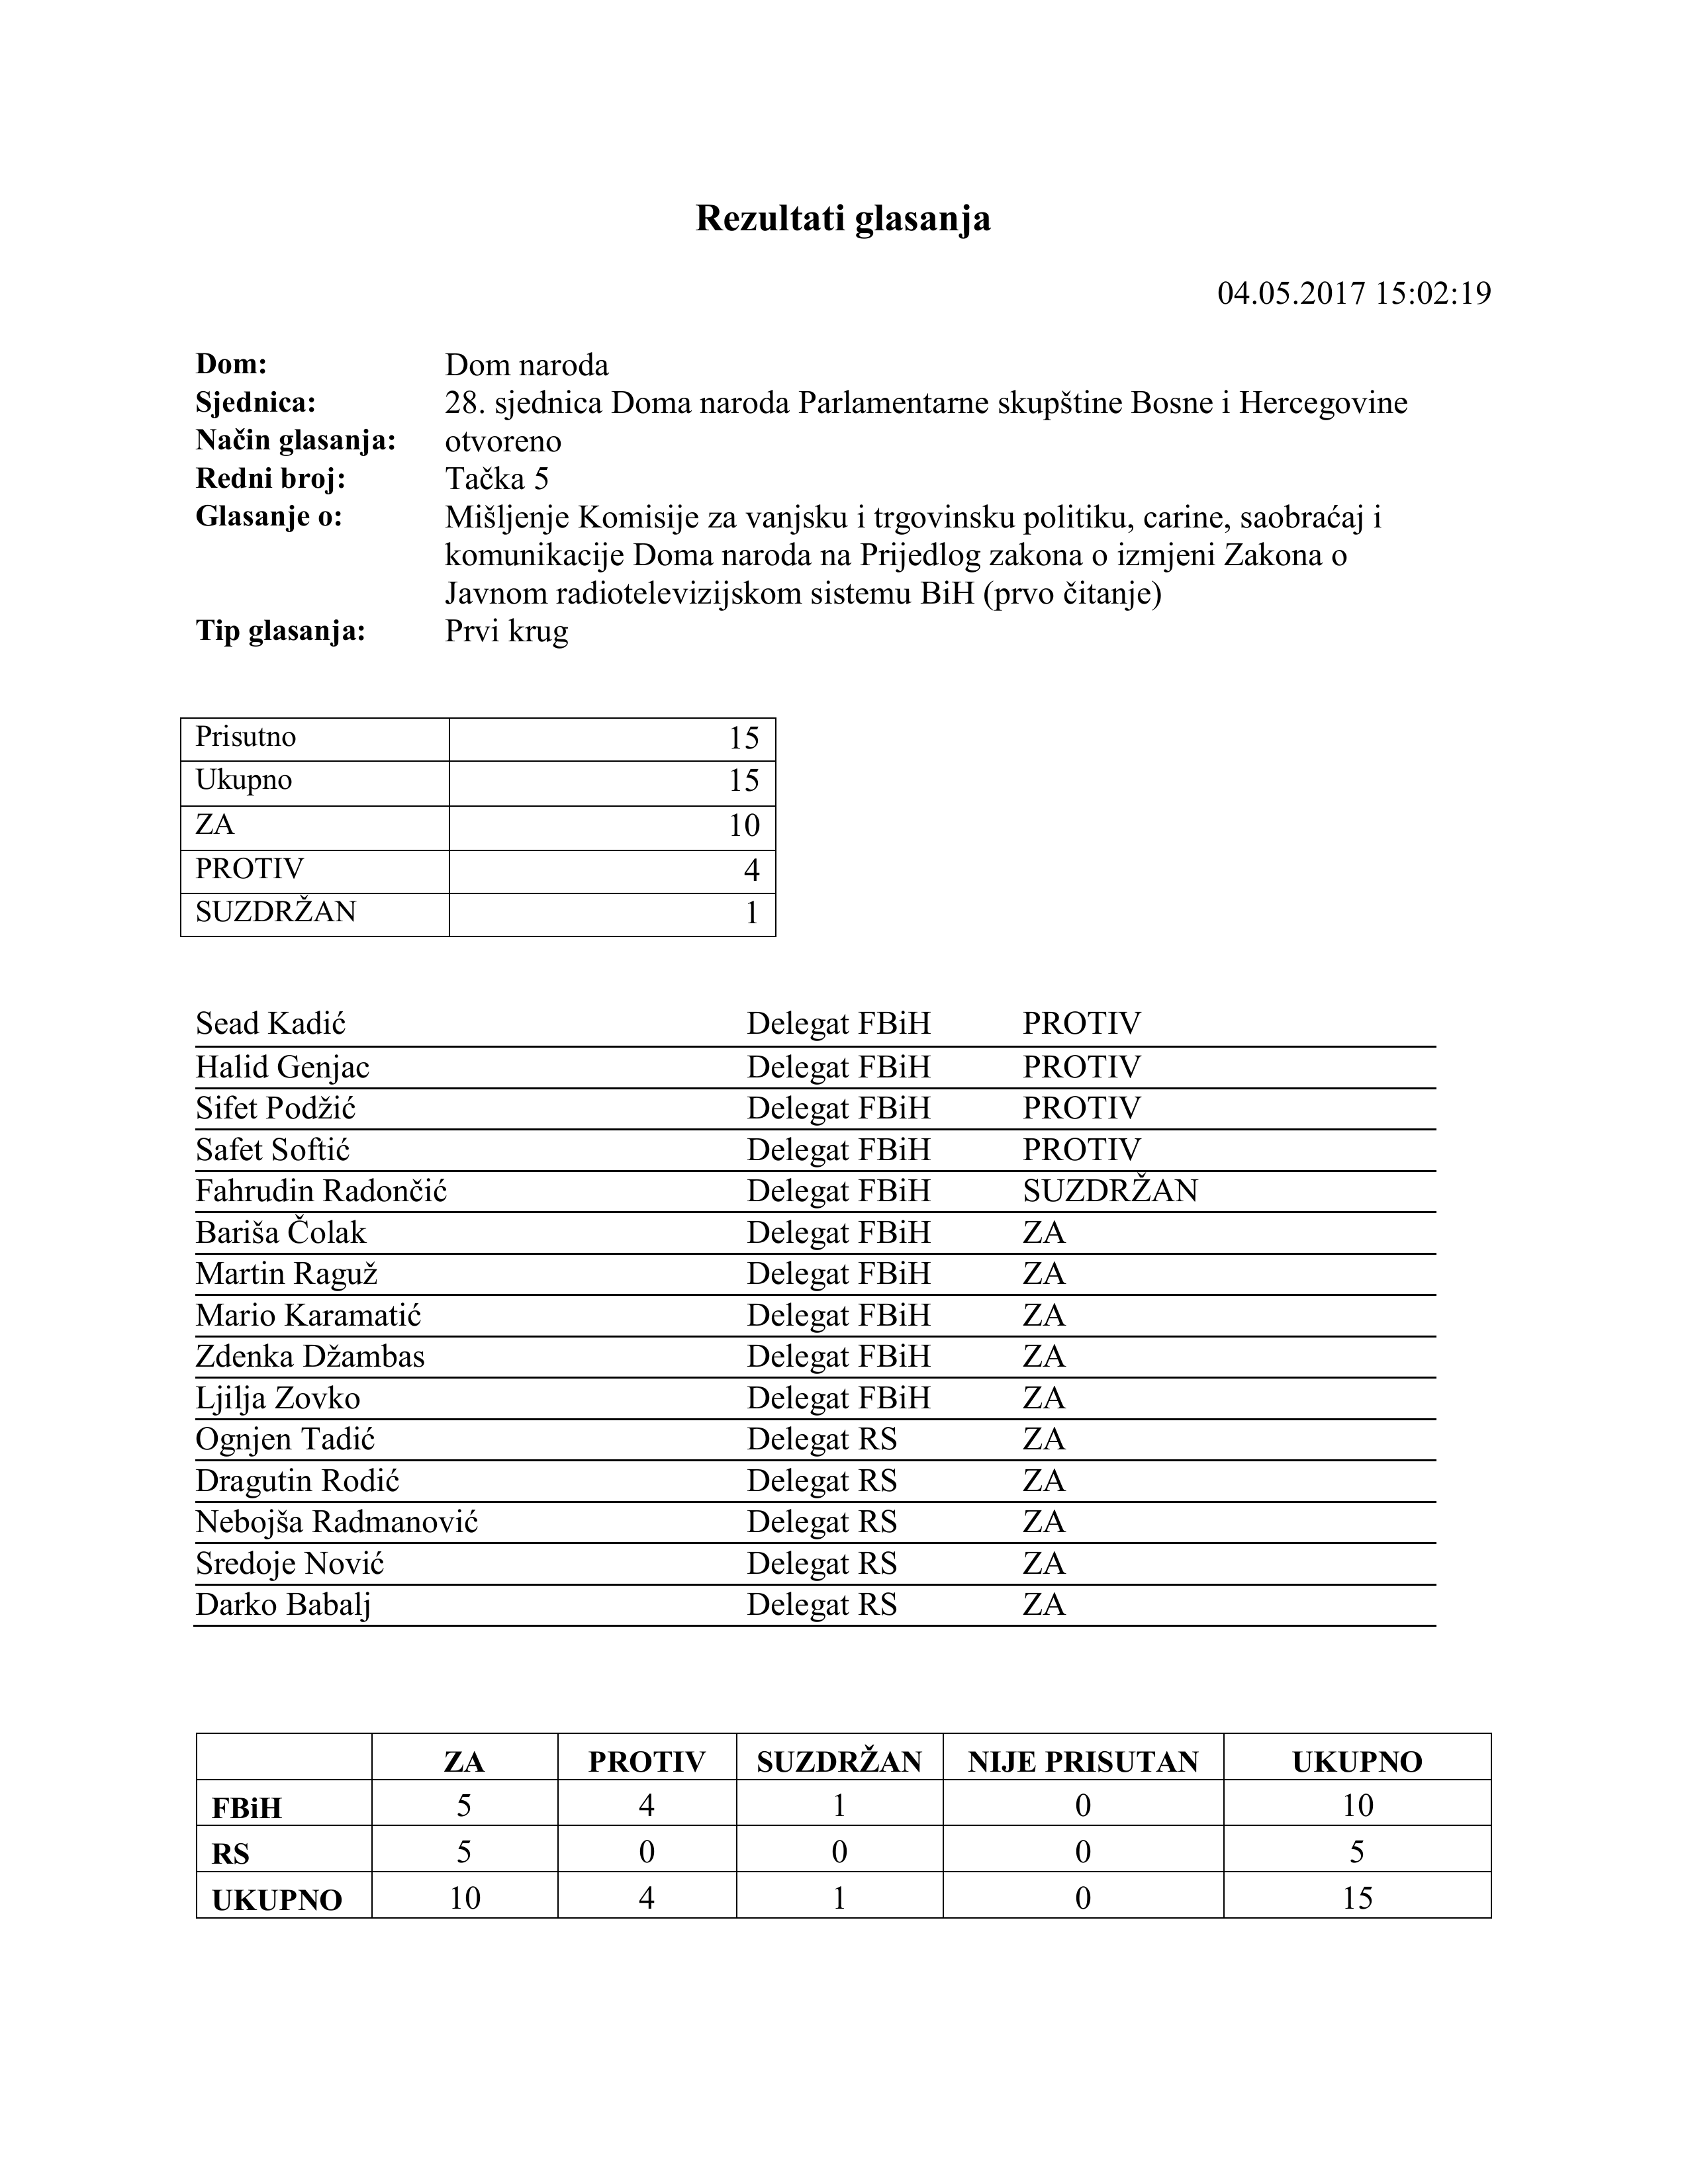 Rezultati glasanja
04.05.2017 15:02:19
Dom: Dom naroda
Sjednica: 28. sjednica Doma naroda Parlamentarne skupštine Bosne i Hercegovine
Način glasanja: otvoreno
Redni broj: Tačka 5
Glasanje o: Mišljenje Komisije za vanjsku i trgovinsku politiku, carine, saobraćaj i
komunikacije Doma naroda na Prijedlog zakona o izmjeni Zakona o
Javnom radiotelevizijskom sistemu BiH (prvo čitanje)
Tip glasanja: Prvi krug
Prisutno 15
Ukupno 15
ZA 10
PROTIV 4
SUZDRŽAN 1
Sead Kadić Delegat FBiH PROTIV
Halid Genjac Delegat FBiH PROTIV
Sifet Podžić Delegat FBiH PROTIV
Safet Softić Delegat FBiH PROTIV
Fahrudin Radončić Delegat FBiH SUZDRŽAN
Bariša Čolak Delegat FBiH ZA
Martin Raguž Delegat FBiH ZA
Mario Karamatić Delegat FBiH ZA
Zdenka Džambas Delegat FBiH ZA
Ljilja Zovko Delegat FBiH ZA
Ognjen Tadić Delegat RS ZA
Dragutin Rodić Delegat RS ZA
Nebojša Radmanović Delegat RS ZA
Sredoje Nović Delegat RS ZA
Darko Babalj Delegat RS ZA
ZA PROTIV SUZDRŽAN NIJE PRISUTAN UKUPNO
FBiH 5 4 1 0 10
RS 5 0 0 0 5
UKUPNO 10 4 1 0 15